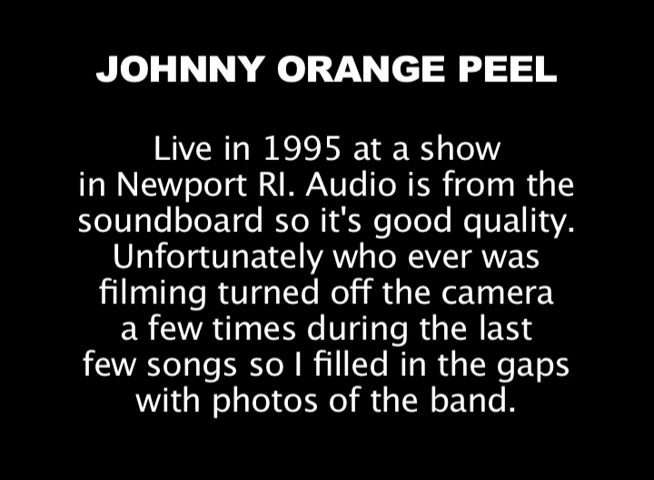 JOHNNY ORANGE PEEL
Live in 1995 at a show
in Newport RI. Audio is from the
soundboard so it's good quality.
Unfortunately who ever was
filming turned off the camera
a few times during the last
few songs so I filled in the gaps
with photos of the band.